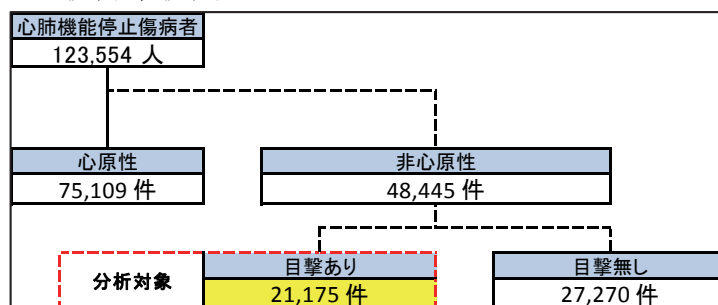 心肺機能停止傷病者
123,554 人
心原性
75,109 件
非心原性
48,445 件
分析対象
目撃あり
21,175 件
目撃無し
27,270 件